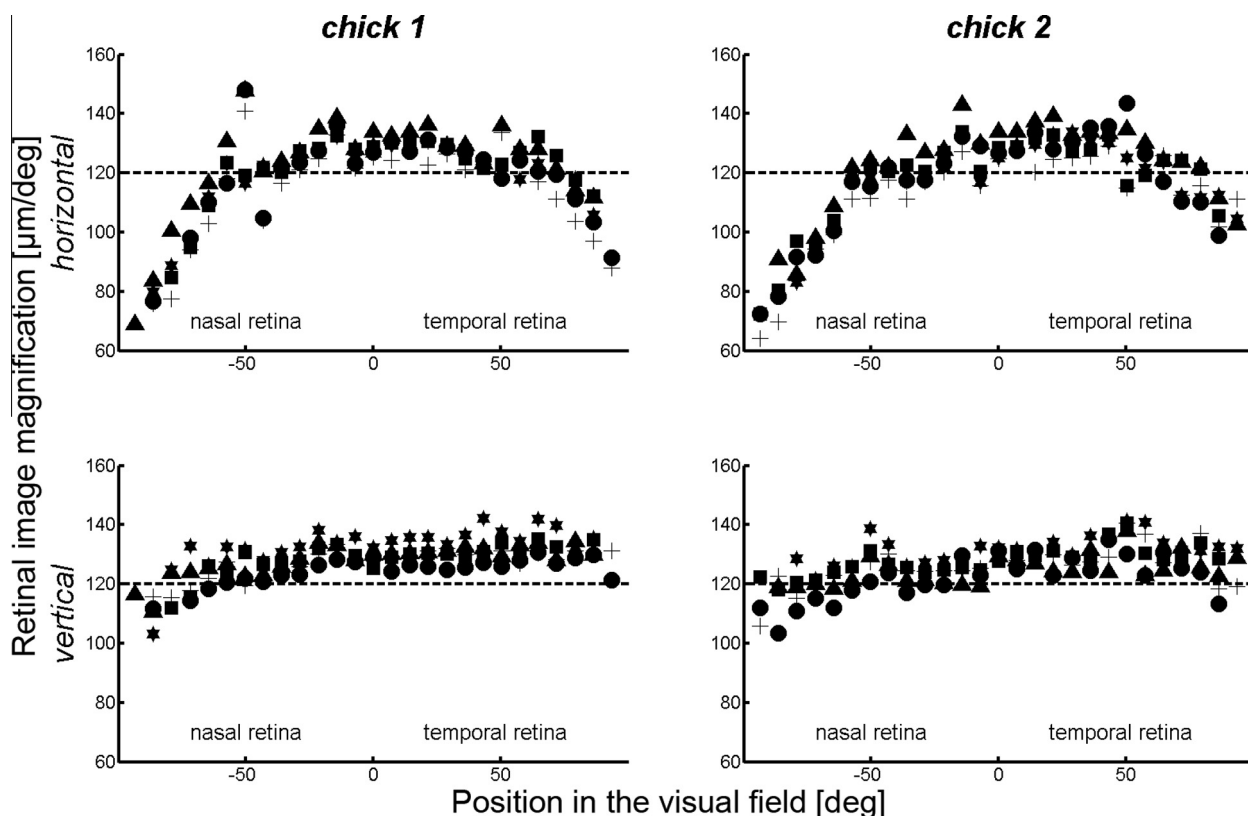 chick 1
chick 2
Retinal image magnification [µm/deg]
horizontal
vertical
160
140
120
100
80
60
nasal retina
temporal retina
-50
0
50
160
140
120
100
80
60
nasal retina
temporal retina
-50
0
50
160
140
120
100
80
60
nasal retina
temporal retina
-50
0
50
160
140
120
100
80
60
nasal retina
temporal retina
-50
0
50
Position in the visual field [deg]